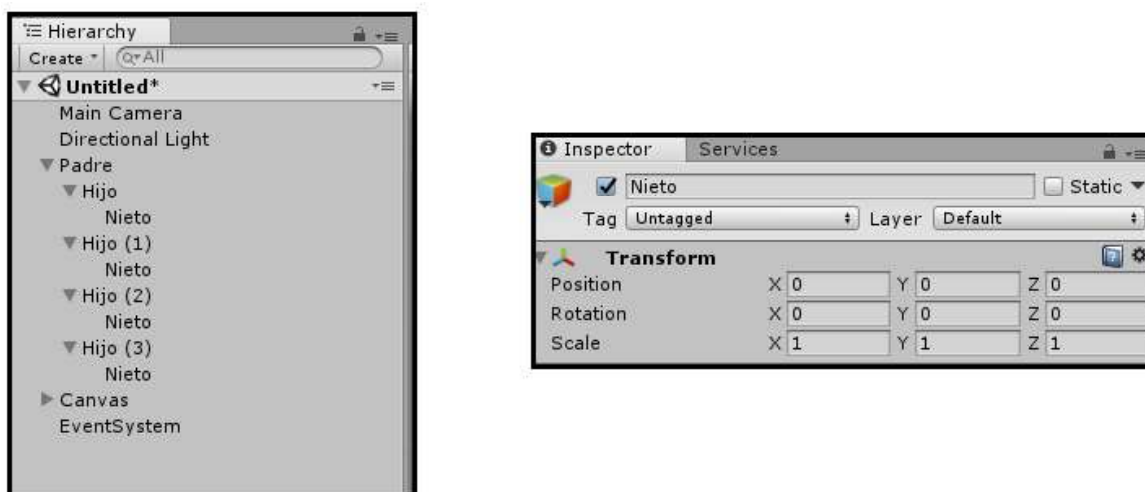 Hierarchy
Create All
Untitled*
Main Camera
Directional Light
Padre
Hijo
Nieto
Hijo (1)
Nieto
Hijo (2)
Nieto
Hijo (3)
Nieto
Canvas
EventSystem
Inspector Services
Nieto Static
Tag Untagged Layer Default
Transform
Position X 0 Y 0 Z 0
Rotation X 0 Y 0 Z 0
Scale X 1 Y 1 Z 1